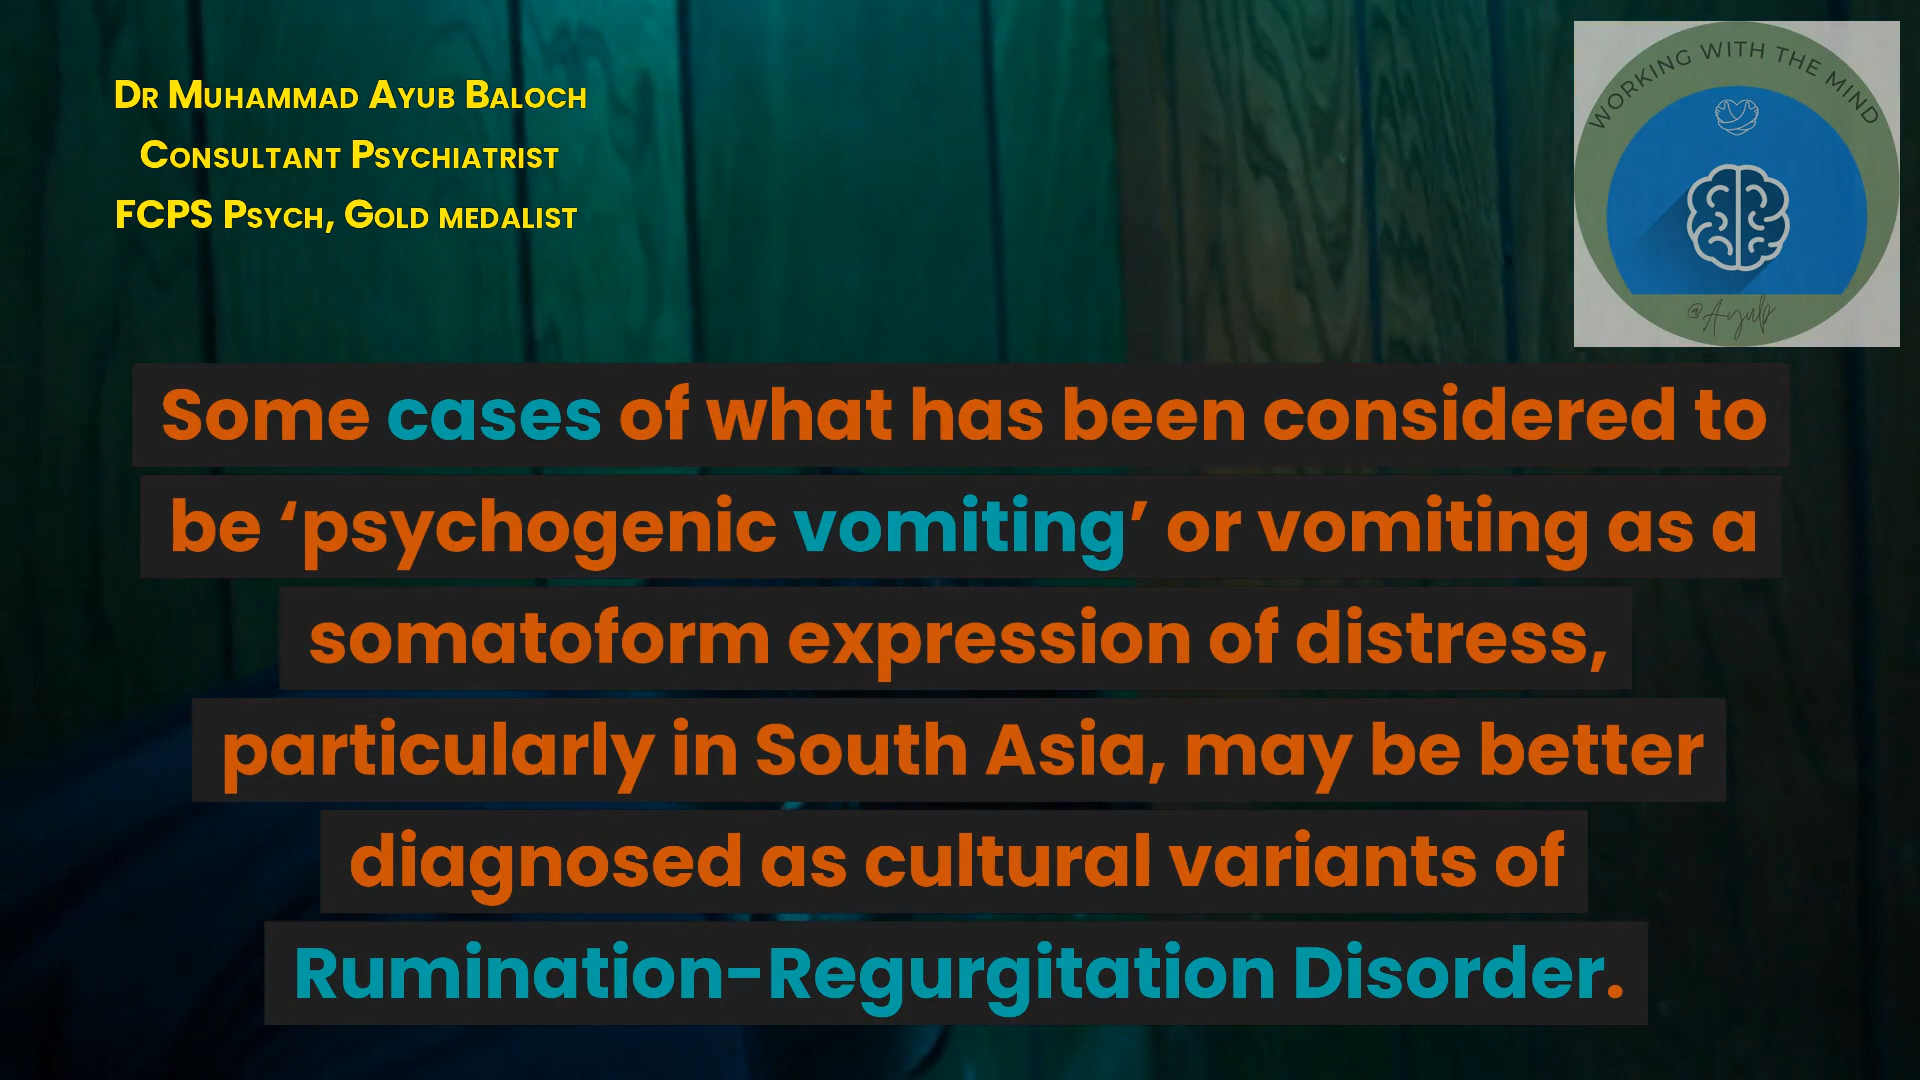 Dr Muhammad Ayub Baloch
Consultant Psychiatrist
FCPS Psych, Gold medalist
WORKING WITH THE MIND
@Ayub
Some cases of what has been considered to
be ‘psychogenic vomiting’ or vomiting as a
somatoform expression of distress,
particularly in South Asia, may be better
diagnosed as cultural variants of
Rumination-Regurgitation Disorder.